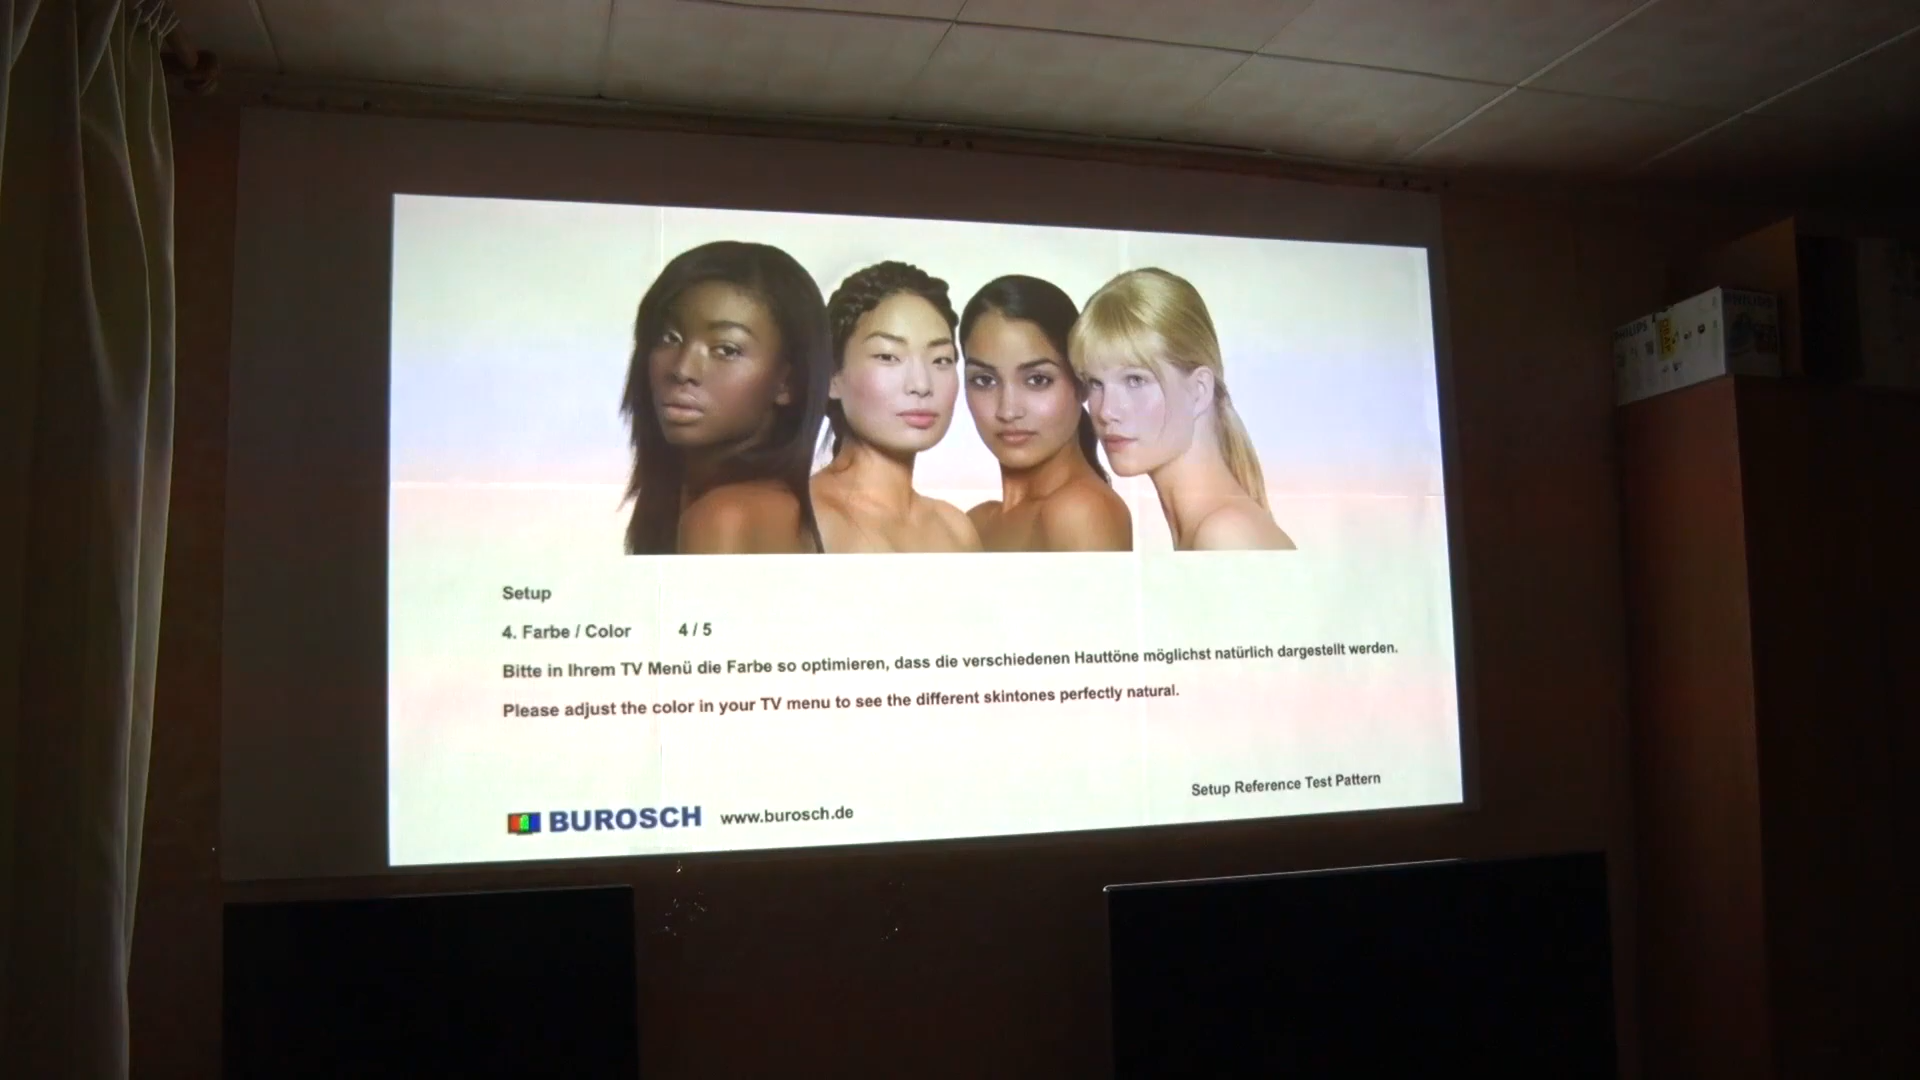 Setup
4. Farbe / Color 4 / 5
Bitte in Ihrem TV Menü die Farbe so optimieren, dass die verschiedenen Hauttöne möglichst natürlich dargestellt werden.
Please adjust the color in your TV menu to see the different skintones perfectly natural.
Setup Reference Test Pattern
BUROSCH www.burosch.de
PHILIPS
PHILIPS